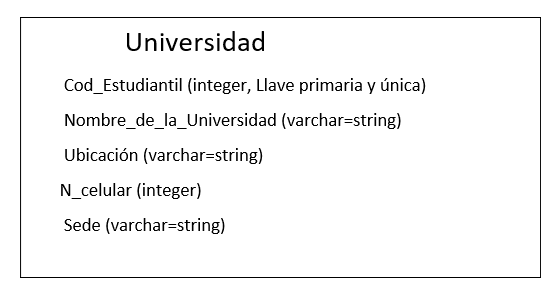 Universidad
Cod_Estudiantil (integer, Llave primaria y única)
Nombre_de_la_Universidad (varchar=string)
Ubicación (varchar=string)
N_celular (integer)
Sede (varchar=string)